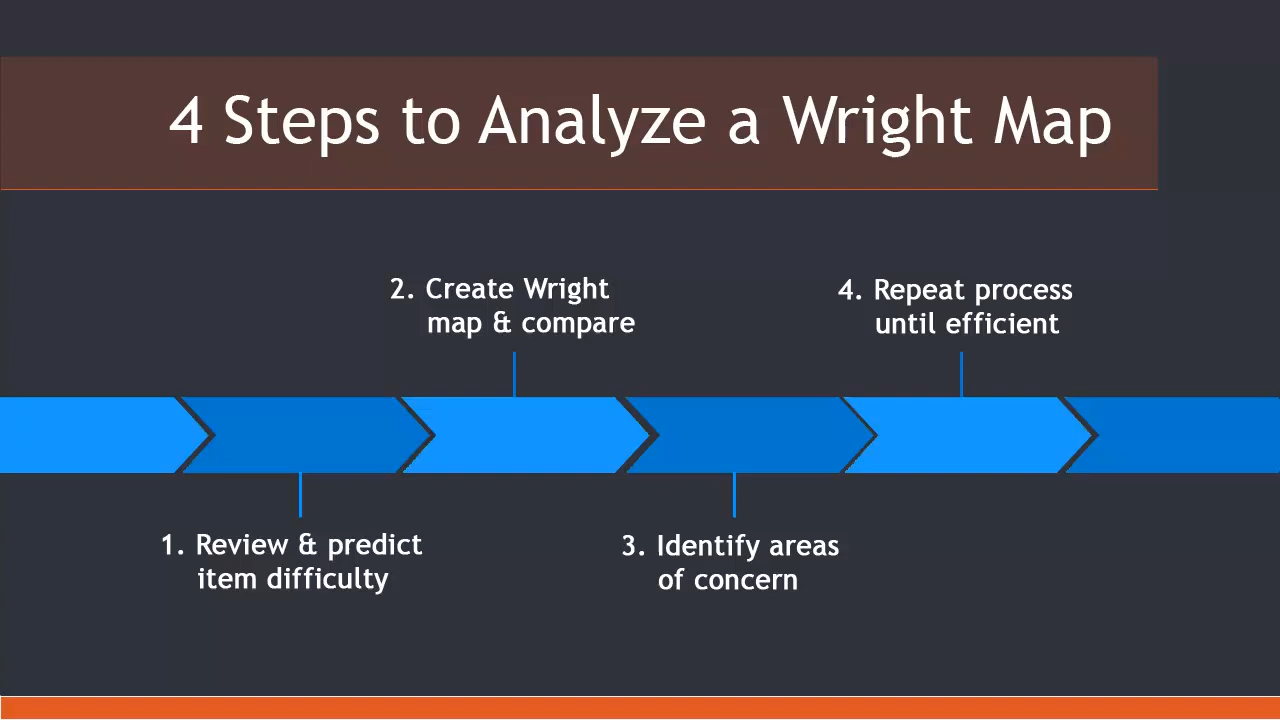 4 Steps to Analyze a Wright Map
1. Review & predict
item difficulty
2. Create Wright
map & compare
3. Identify areas
of concern
4. Repeat process
until efficient